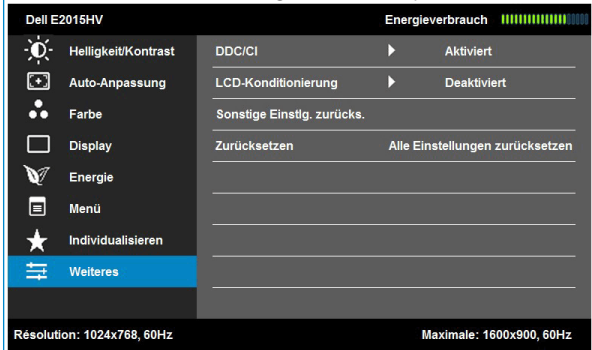 Dell E2015HV Energieverbrauch
Helligkeit/Kontrast DDC/CI Aktiviert
Auto-Anpassung LCD-Konditionierung Deaktiviert
Farbe Sonstige Einstlg. zurücks.
Display Zurücksetzen Alle Einstellungen zurücksetzen
Energie
Menü
Individualisieren
Weiteres
Résolution: 1024x768, 60Hz Maximale: 1600x900, 60Hz